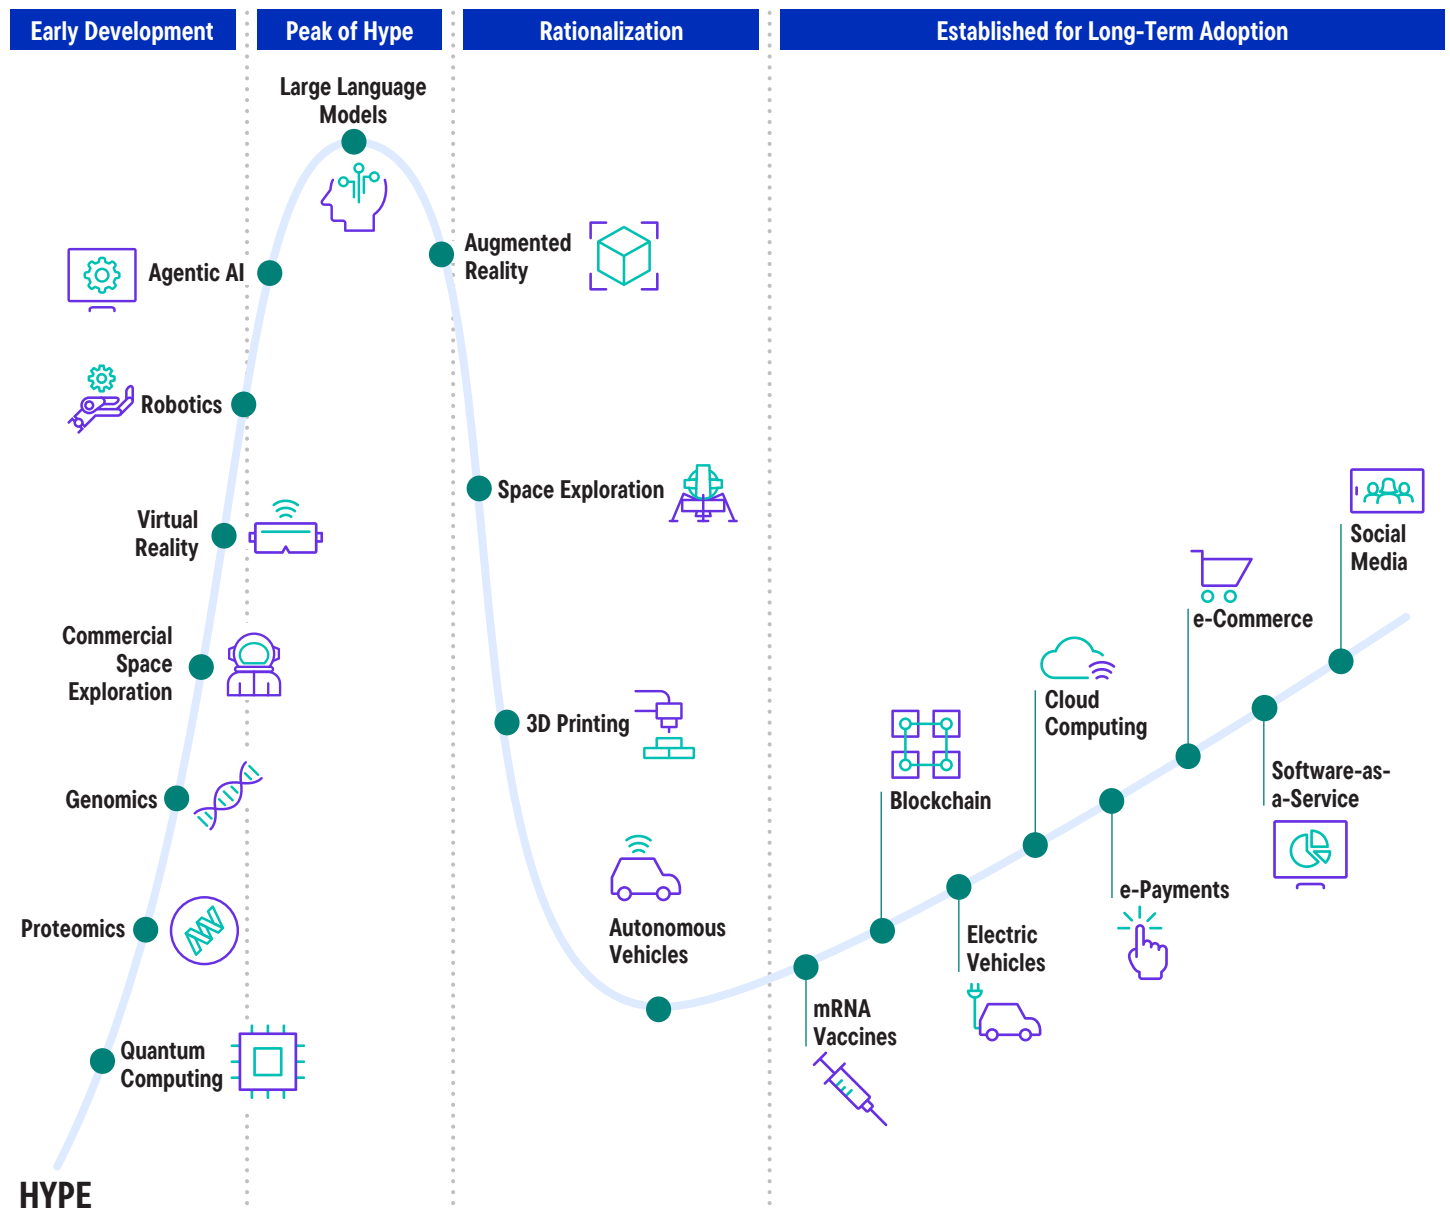 Early Development
Peak of Hype
Rationalization
Established for Long-Term Adoption
Large Language
Models
Agentic AI
Augmented
Reality
Robotics
Space Exploration
Virtual
Reality
Social
Media
e-Commerce
Commercial
Space
Exploration
Cloud
Computing
3D Printing
Genomics
Blockchain
Software-as-
a-Service
Proteomics
Autonomous
Vehicles
e-Payments
Electric
Vehicles
mRNA
Vaccines
Quantum
Computing
HYPE